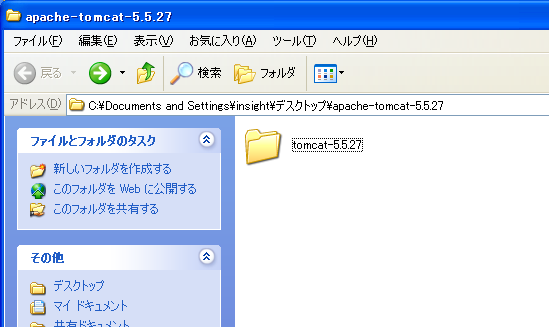 apache-tomcat-5.5.27
ファイル(F) 編集(E) 表示(V) お気に入り(A) ツール(T) ヘルプ(H)
戻る 検索 フォルダ
アドレス(D) C:¥Documents and Settings¥insight¥デスクトップ¥apache-tomcat-5.5.27
ファイルとフォルダのタスク
新しいフォルダを作成する
このフォルダを Web に公開する
このフォルダを共有する
その他
デスクトップ
マイ ドキュメント
共有ドキュメント
tomcat-5.5.27